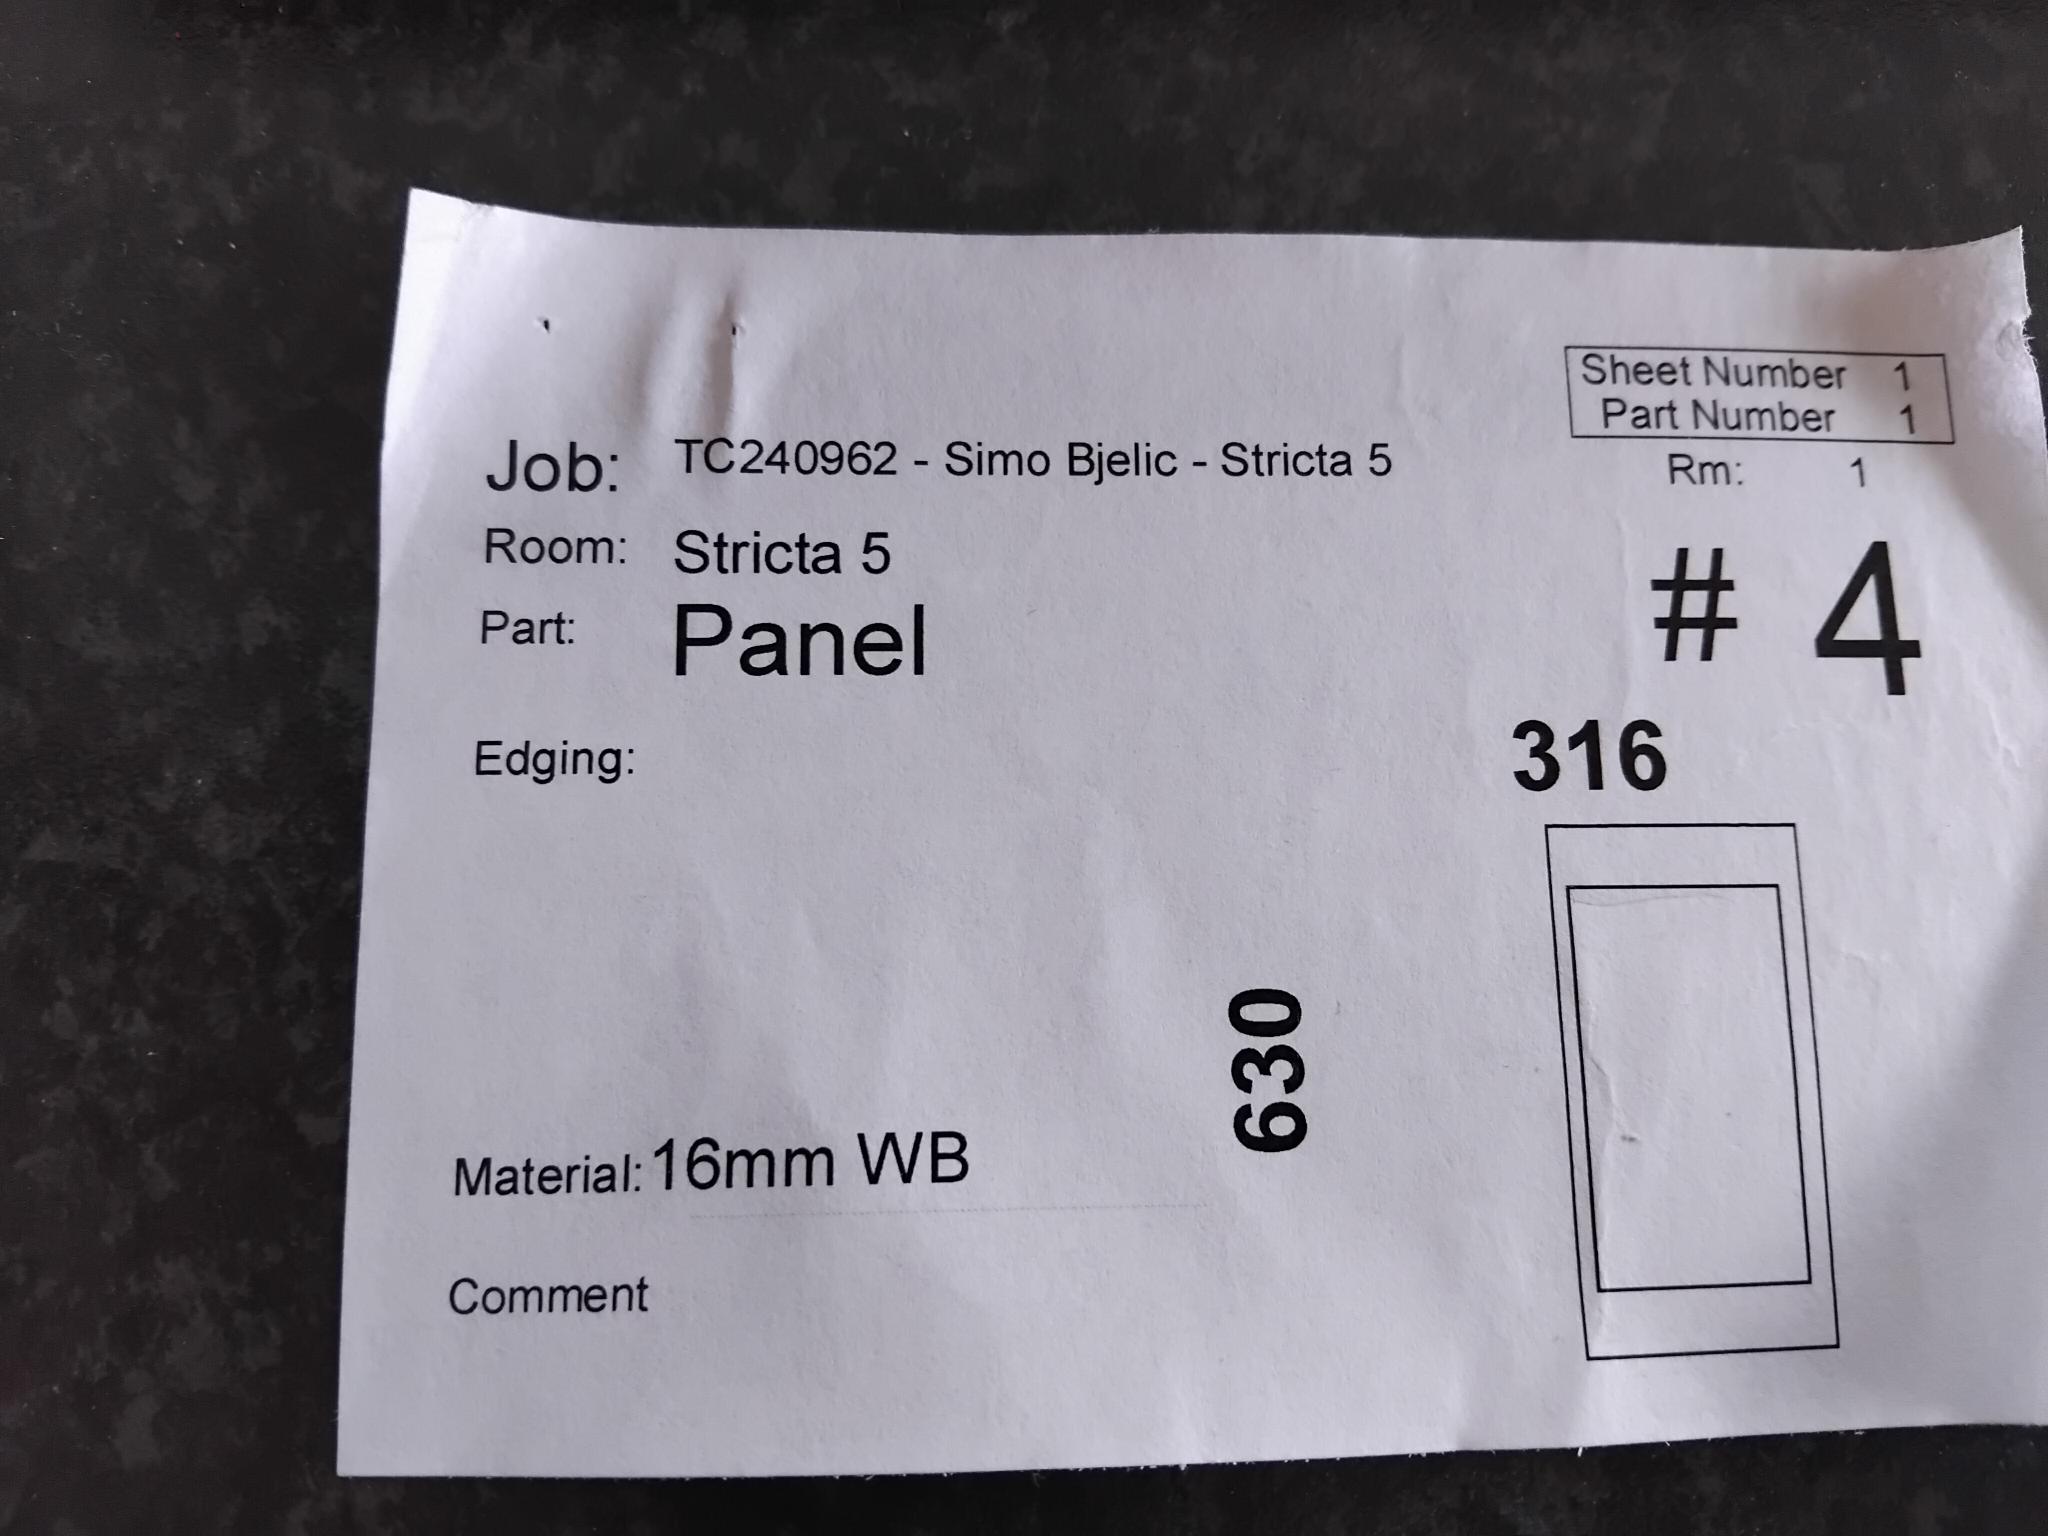 Sheet Number 1
Part Number 1
Job: TC240962 - Simo Bjelic - Stricta 5
Rm: 1
Room: Stricta 5
# 4
Part: Panel
Edging:
316
630
Material: 16mm WB
Comment